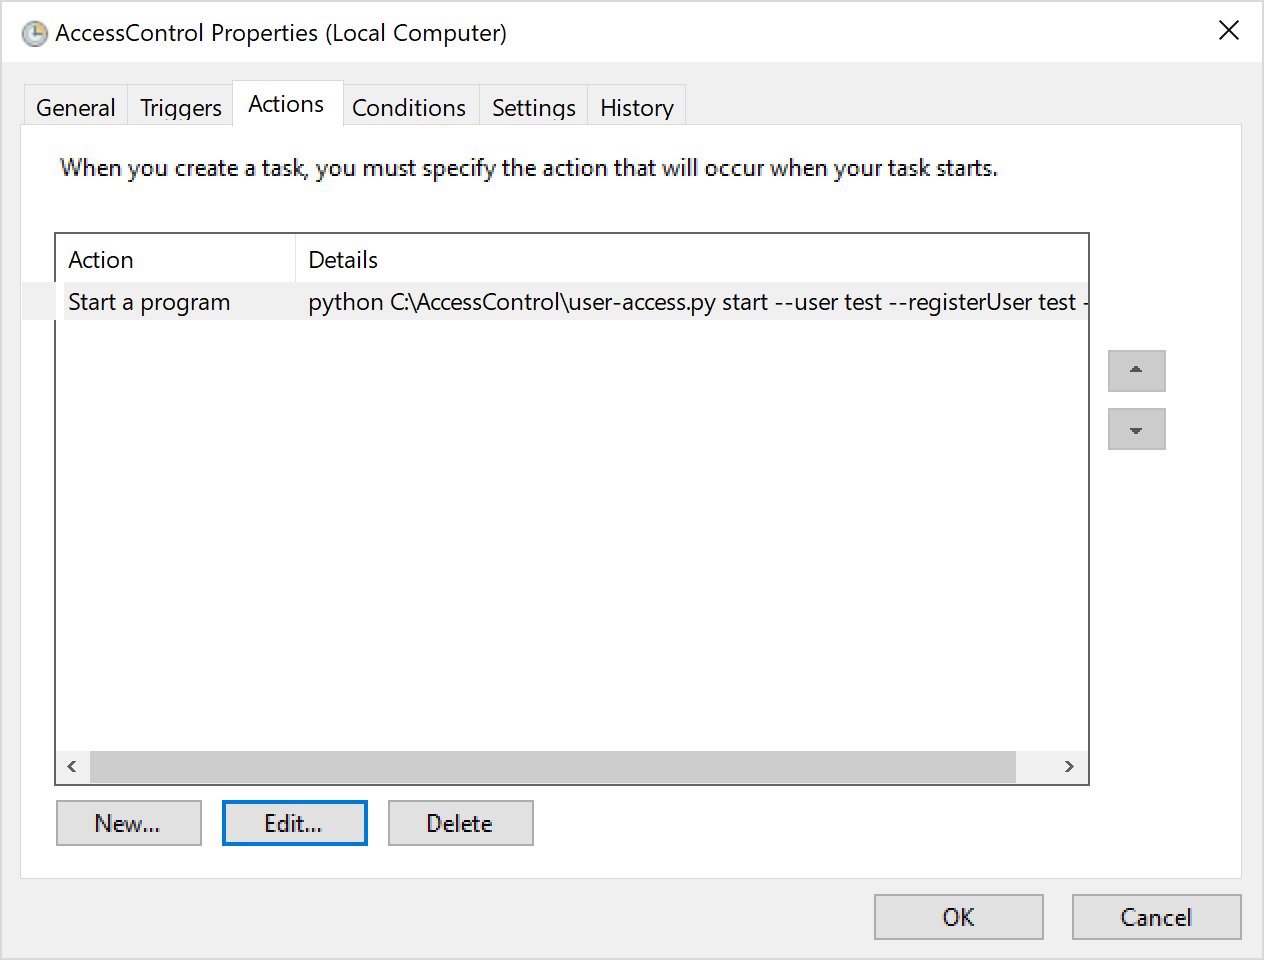 AccessControl Properties (Local Computer)
General Triggers Actions Conditions Settings History
When you create a task, you must specify the action that will occur when your task starts.
Action Details
Start a program python C:\AccessControl\user-access.py start --user test --registerUser test -
New... Edit... Delete
OK Cancel